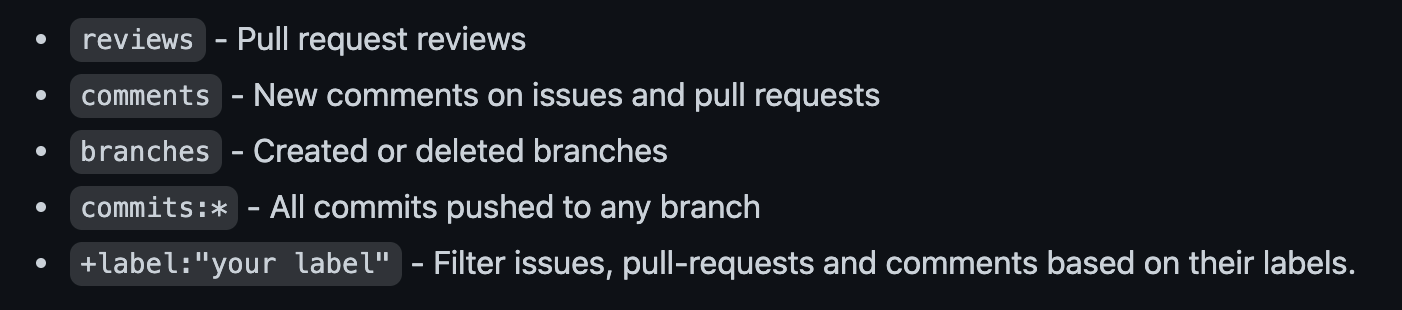 • reviews - Pull request reviews
• comments - New comments on issues and pull requests
• branches - Created or deleted branches
• commits:* - All commits pushed to any branch
• +label:"your label" - Filter issues, pull-requests and comments based on their labels.